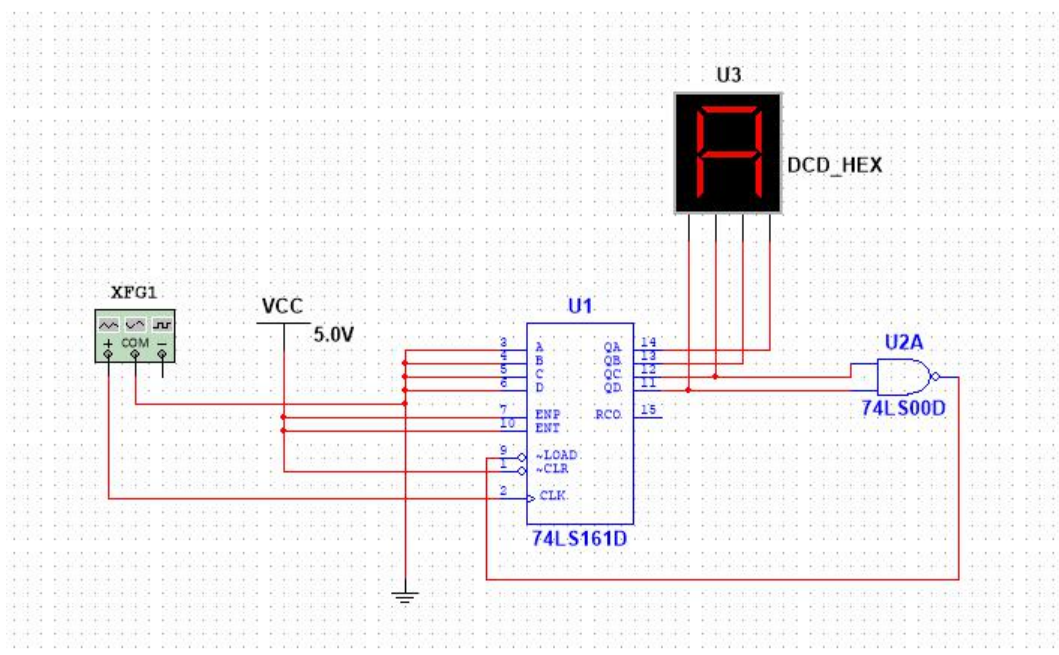 U3
A
DCD_HEX
XFG1
+ COM −
VCC
5.0V
U1
3 A QA 14
4 B QB 13
5 C QC 12
6 D QD 11
7 ENP RCO 15
10 ENT
9 ~LOAD
1 ~CLR
2 CLK
74LS161D
U2A
74LS00D